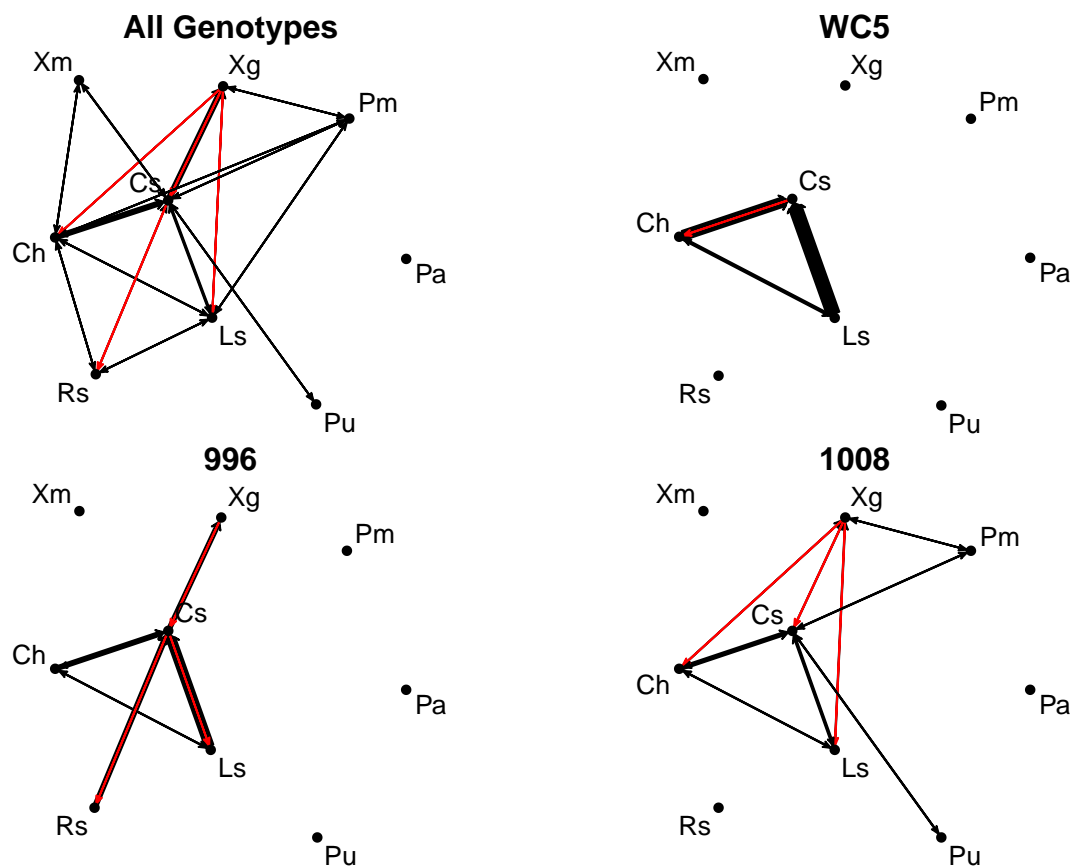 All Genotypes
Xm
Xg
Pm
Cs
Ch
Pa
Ls
Rs
Pu
WC5
Xm
Xg
Pm
Cs
Ch
Pa
Ls
Rs
Pu
996
Xm
Xg
Pm
Cs
Ch
Pa
Ls
Rs
Pu
1008
Xm
Xg
Pm
Cs
Ch
Pa
Ls
Rs
Pu